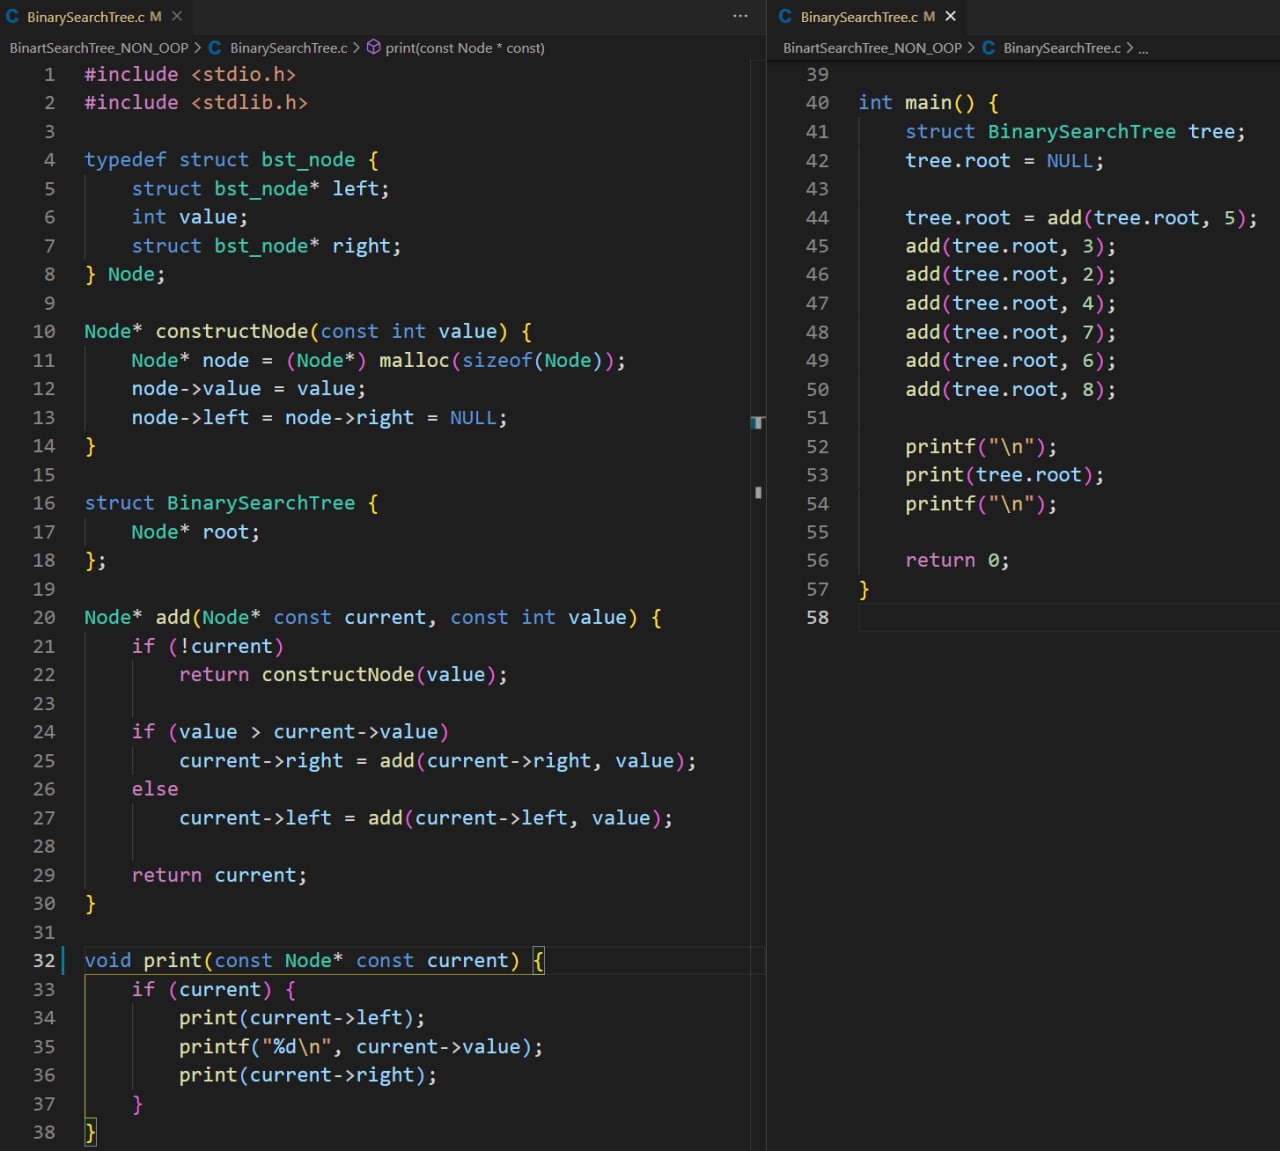 C BinarySearchTree.c M ×
BinartSearchTree_NON_OOP > C BinarySearchTree.c > print(const Node * const)
1 #include <stdio.h>
2 #include <stdlib.h>
3
4 typedef struct bst_node {
5     struct bst_node* left;
6     int value;
7     struct bst_node* right;
8 } Node;
9
10 Node* constructNode(const int value) {
11     Node* node = (Node*) malloc(sizeof(Node));
12     node->value = value;
13     node->left = node->right = NULL;
14 }
15
16 struct BinarySearchTree {
17     Node* root;
18 };
19
20 Node* add(Node* const current, const int value) {
21     if (!current)
22         return constructNode(value);
23
24     if (value > current->value)
25         current->right = add(current->right, value);
26     else
27         current->left = add(current->left, value);
28
29     return current;
30 }
31
32 void print(const Node* const current) {
33     if (current) {
34         print(current->left);
35         printf("%d\n", current->value);
36         print(current->right);
37     }
38 }
C BinarySearchTree.c M ×
BinartSearchTree_NON_OOP > C BinarySearchTree.c > ...
39
40 int main() {
41     struct BinarySearchTree tree;
42     tree.root = NULL;
43
44     tree.root = add(tree.root, 5);
45     add(tree.root, 3);
46     add(tree.root, 2);
47     add(tree.root, 4);
48     add(tree.root, 7);
49     add(tree.root, 6);
50     add(tree.root, 8);
51
52     printf("\n");
53     print(tree.root);
54     printf("\n");
55
56     return 0;
57 }
58